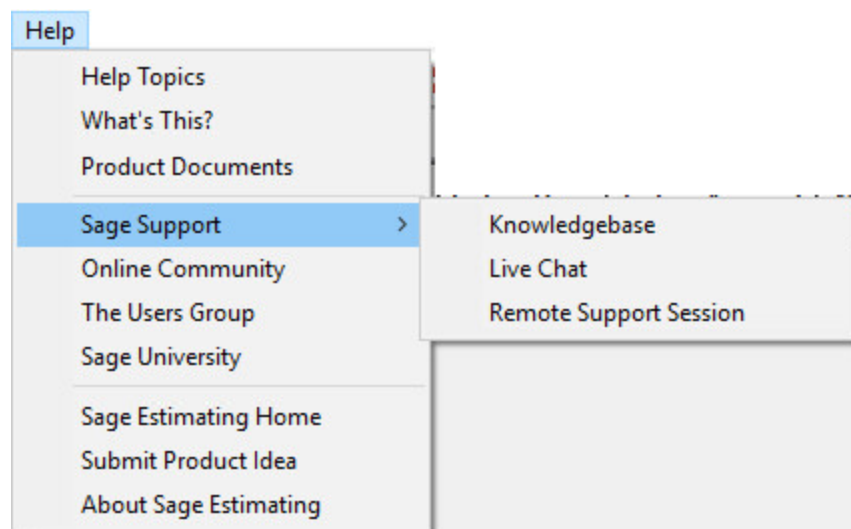 Help
Help Topics
What's This?
Product Documents
Sage Support
Knowledgebase
Live Chat
Remote Support Session
Online Community
The Users Group
Sage University
Sage Estimating Home
Submit Product Idea
About Sage Estimating